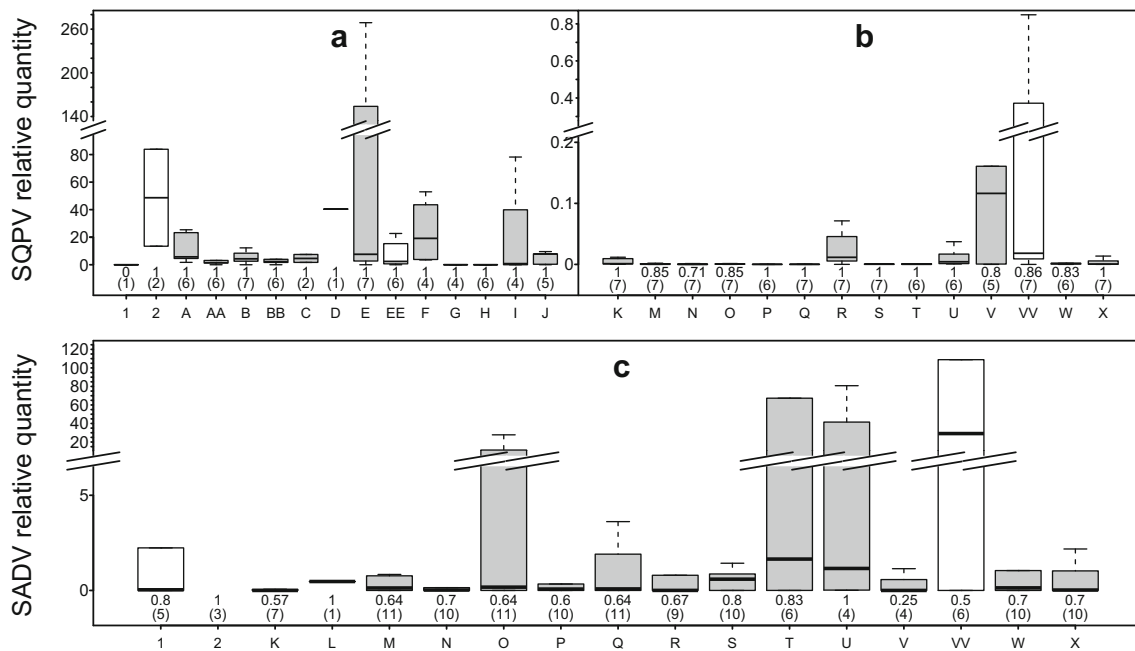 SQPV relative quantity
a
260
200
140
80
60
40
20
0
0 1 1 1 1 1 1 1 1 1 1 1 1 1 1
(1) (2) (6) (6) (7) (6) (2) (1) (7) (6) (4) (4) (6) (4) (5)
1 2 A AA B BB C D E EE F G H I J
b
0.8
0.6
0.4
0.2
0.1
0
1 0.85 0.71 0.85 1 1 1 1 1 1 0.8 0.86 0.83 1
(7) (7) (7) (7) (6) (7) (7) (7) (6) (6) (5) (7) (6) (7)
K M N O P Q R S T U V VV W X
SADV relative quantity
c
120
100
80
60
40
20
5
0
0.8 1 0.57 1 0.64 0.7 0.64 0.6 0.64 0.67 0.8 0.83 1 0.25 0.5 0.7 0.7
(5) (3) (7) (1) (11) (10) (11) (10) (11) (9) (10) (6) (4) (4) (6) (10) (10)
1 2 K L M N O P Q R S T U V VV W X